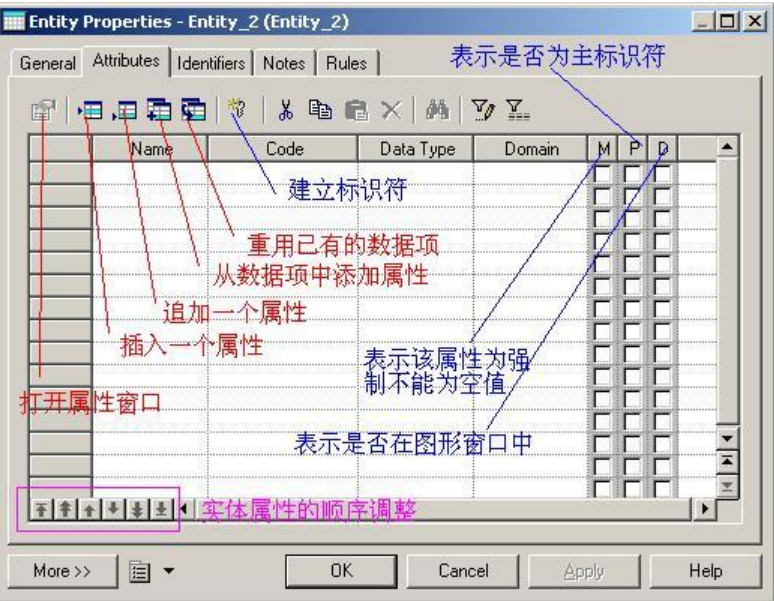 Entity Properties - Entity_2 (Entity_2)
General
Attributes
Identifiers
Notes
Rules
表示是否为主标识符
Name
Code
Data Type
Domain
M
P
D
建立标识符
重用已有的数据项
从数据项中添加属性
追加一个属性
插入一个属性
表示该属性为强
制不能为空值
打开属性窗口
表示是否在图形窗口中
实体属性的顺序调整
More >>
OK
Cancel
Apply
Help